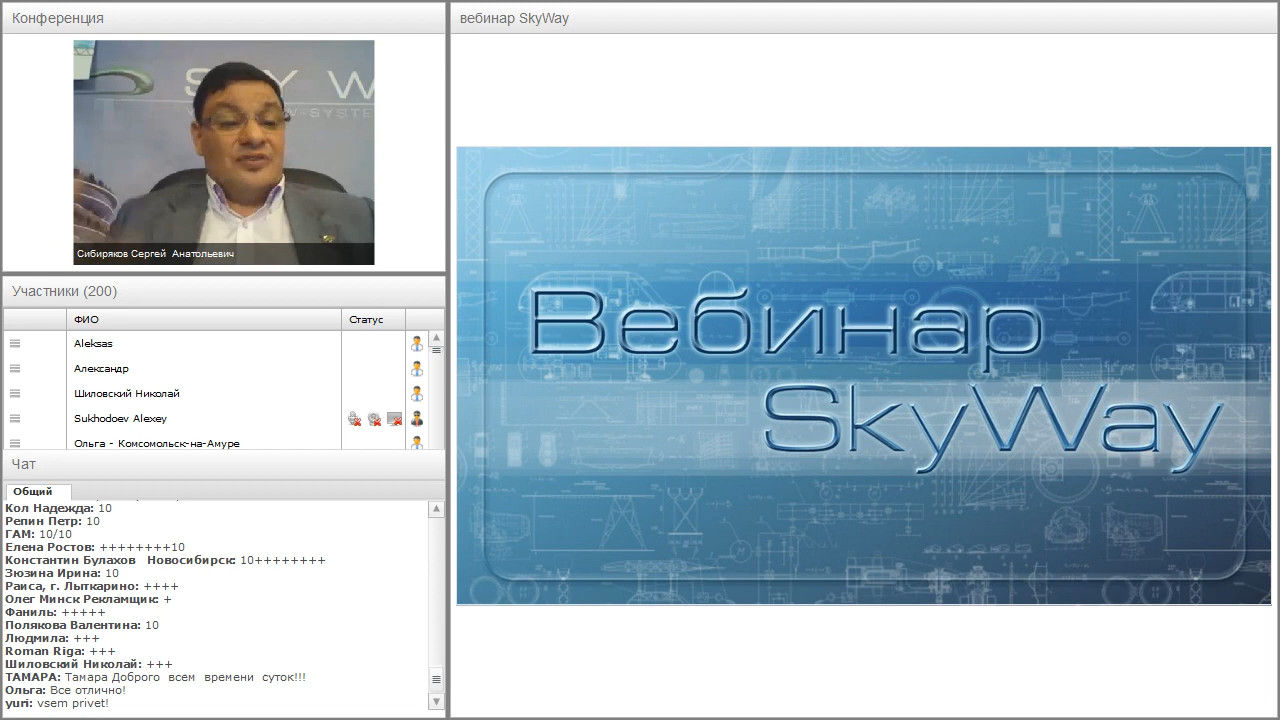 Конференция
SKY W
Сибиряков Сергей Анатольевич
Участники (200)
ФИО Статус
Aleksas
Александр
Шиловский Николай
Sukhodoev Alexey
Ольга - Комсомольск-на-Амуре
Чат
Общий
Кол Надежда: 10
Репин Петр: 10
ГАМ: 10/10
Елена Ростов: ++++++++10
Константин Булахов Новосибирск: 10++++++++
Зюзина Ирина: 10
Раиса, г. Лыткарино: ++++
Олег Минск Рекламщик: +
Фаниль: +++++
Полякова Валентина: 10
Людмила: +++
Roman Riga: +++
Шиловский Николай: +++
ТАМАРА: Тамара Доброго всем времени суток!!!
Ольга: Все отлично!
yuri: vsem privet!
вебинар SkyWay
Вебинар
SkyWay